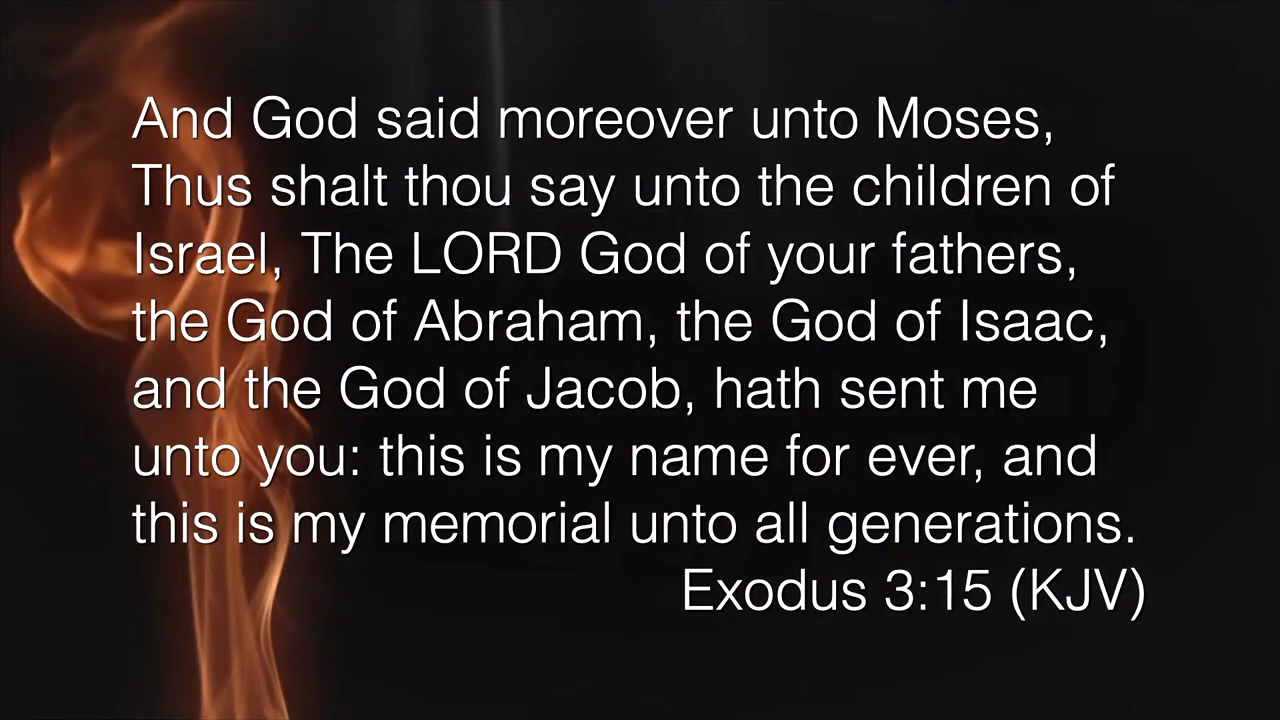 And God said moreover unto Moses,
Thus shalt thou say unto the children of
Israel, The LORD God of your fathers,
the God of Abraham, the God of Isaac,
and the God of Jacob, hath sent me
unto you: this is my name for ever, and
this is my memorial unto all generations.
Exodus 3:15 (KJV)